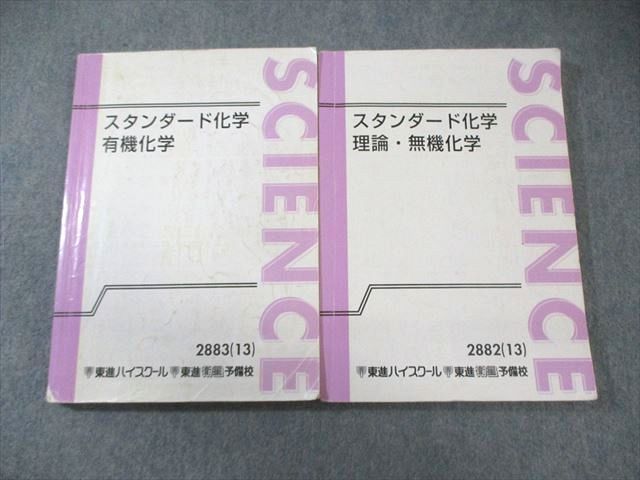 スタンダード化学
有機化学
SCIENCE
2883(13)
東進ハイスクール 東進衛星予備校
スタンダード化学
理論・無機化学
SCIENCE
2882(13)
東進ハイスクール 東進衛星予備校